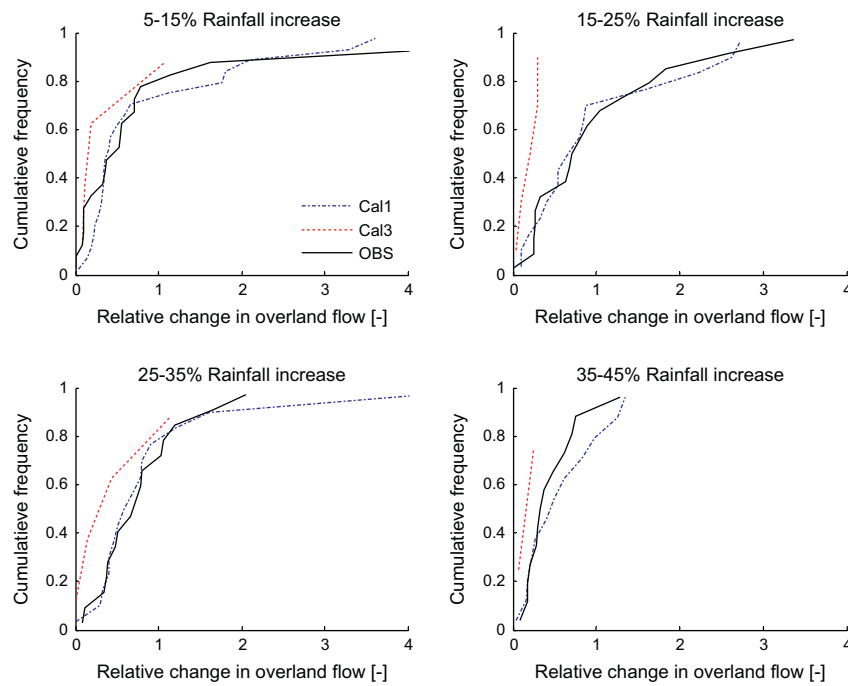 5-15% Rainfall increase
15-25% Rainfall increase
Cumulatieve frequency
1
0.8
0.6
0.4
0.2
0
Cal1
Cal3
OBS
0 1 2 3 4
Relative change in overland flow [-]
Cumulatieve frequency
1
0.8
0.6
0.4
0.2
0
0 1 2 3 4
Relative change in overland flow [-]
25-35% Rainfall increase
35-45% Rainfall increase
Cumulatieve frequency
1
0.8
0.6
0.4
0.2
0
0 1 2 3 4
Relative change in overland flow [-]
Cumulatieve frequency
1
0.8
0.6
0.4
0.2
0
0 1 2 3 4
Relative change in overland flow [-]